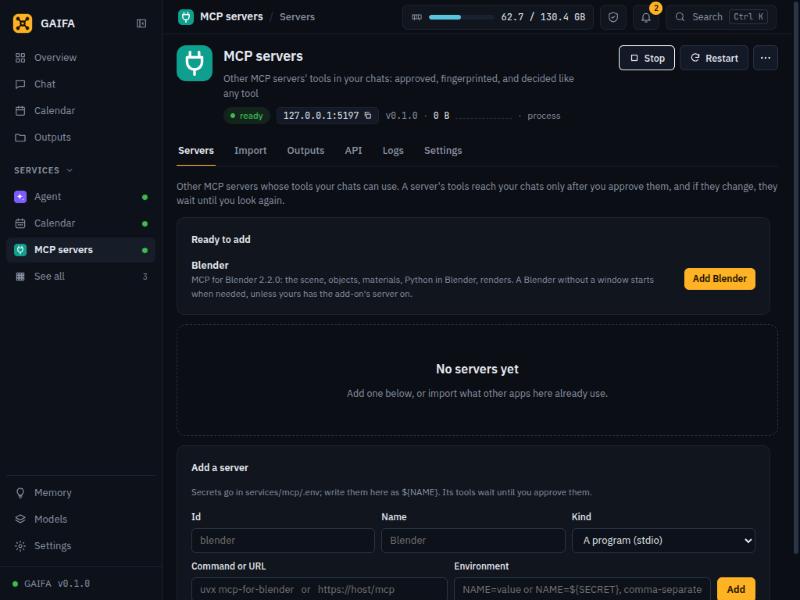 GAIFA
Overview
Chat
Calendar
Outputs
SERVICES
Agent
Calendar
MCP servers
See all 3
Memory
Models
Settings
GAIFA v0.1.0
MCP servers / Servers
62.7 / 130.4 GB
2
Search Ctrl K
MCP servers
Other MCP servers' tools in your chats: approved, fingerprinted, and decided like
any tool
Stop
Restart
ready 127.0.0.1:5197 v0.1.0 · 0 B · process
Servers Import Outputs API Logs Settings
Other MCP servers whose tools your chats can use. A server's tools reach your chats only after you approve them, and if they change, they
wait until you look again.
Ready to add
Blender
MCP for Blender 2.2.0: the scene, objects, materials, Python in Blender, renders. A Blender without a window starts
when needed, unless yours has the add-on's server on.
Add Blender
No servers yet
Add one below, or import what other apps here already use.
Add a server
Secrets go in services/mcp/.env; write them here as ${NAME}. Its tools wait until you approve them.
Id Name Kind
blender Blender A program (stdio)
Command or URL Environment
uvx mcp-for-blender or https://host/mcp NAME=value or NAME=${SECRET}, comma-separate Add